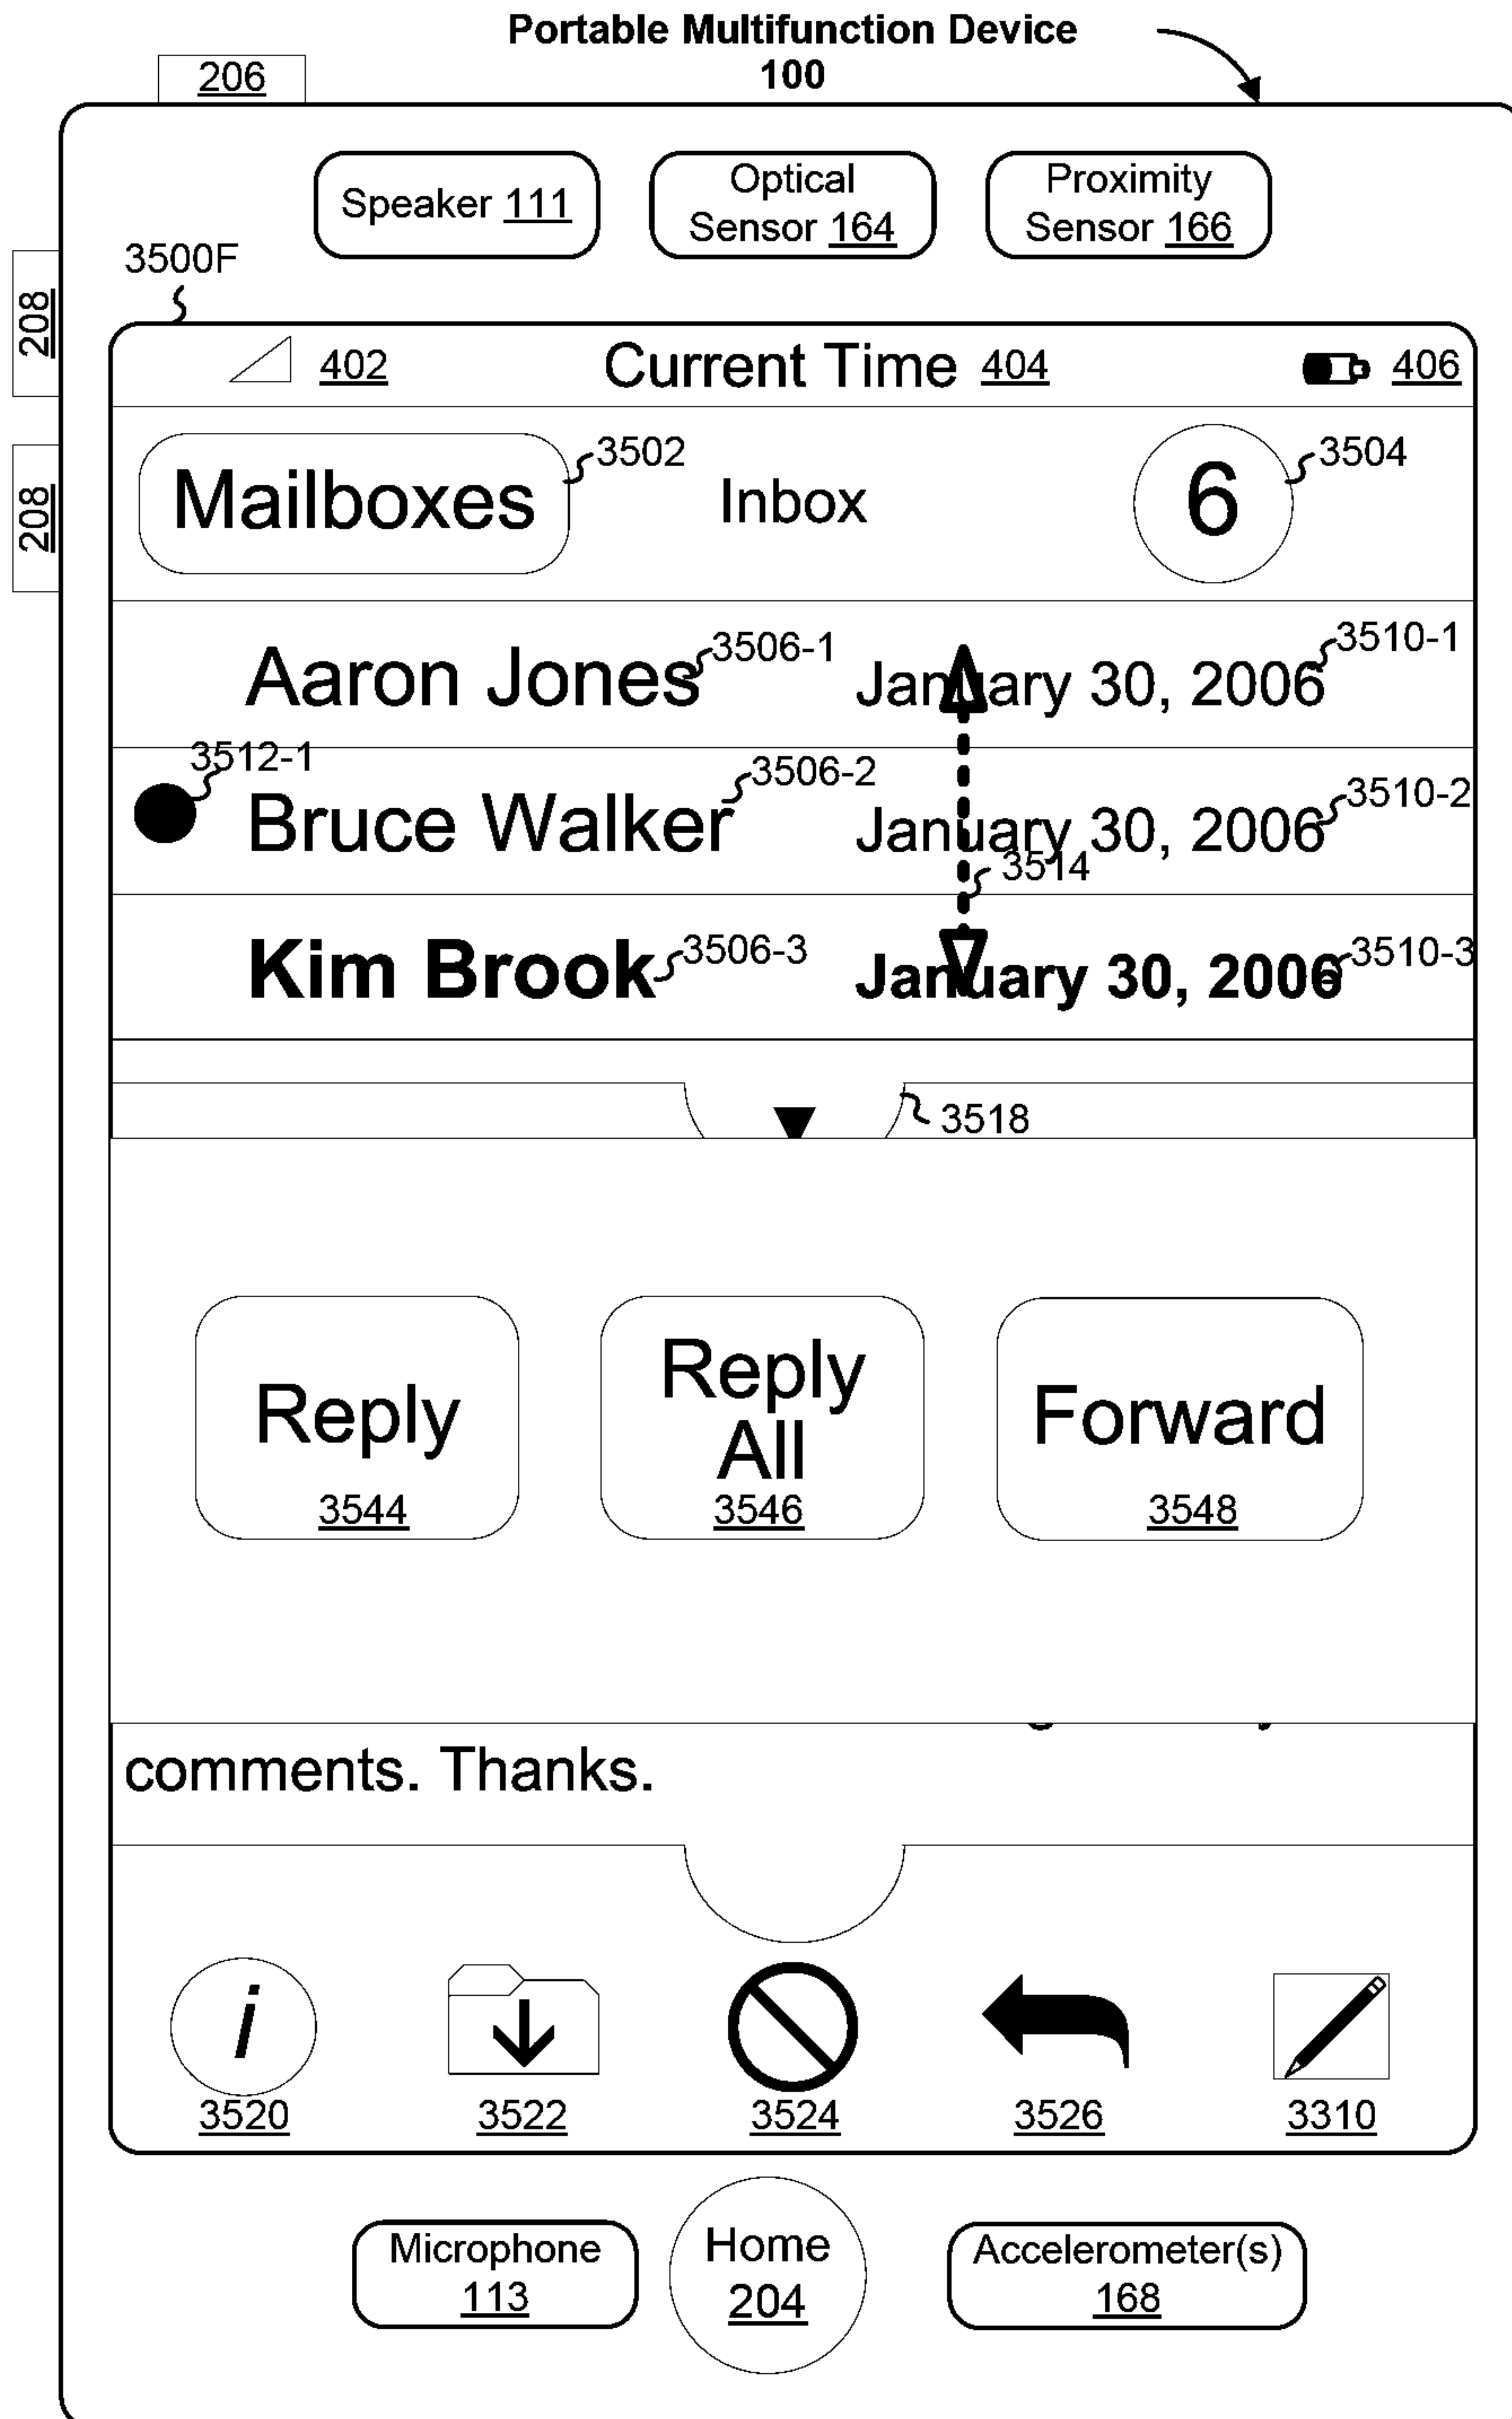 Portable Multifunction Device
100
206
Speaker 111
Optical
Sensor 164
Proximity
Sensor 166
3500F
208
208
402
Current Time 404
406
Mailboxes
3502
Inbox
6
3504
Aaron Jones
3506-1
January 30, 2006
3510-1
3512-1
Bruce Walker
3506-2
January 30, 2006
3510-2
3514
Kim Brook
3506-3
January 30, 2006
3510-3
3518
Reply
3544
Reply
All
3546
Forward
3548
comments. Thanks.
i
3520
3522
3524
3526
3310
Microphone
113
Home
204
Accelerometer(s)
168